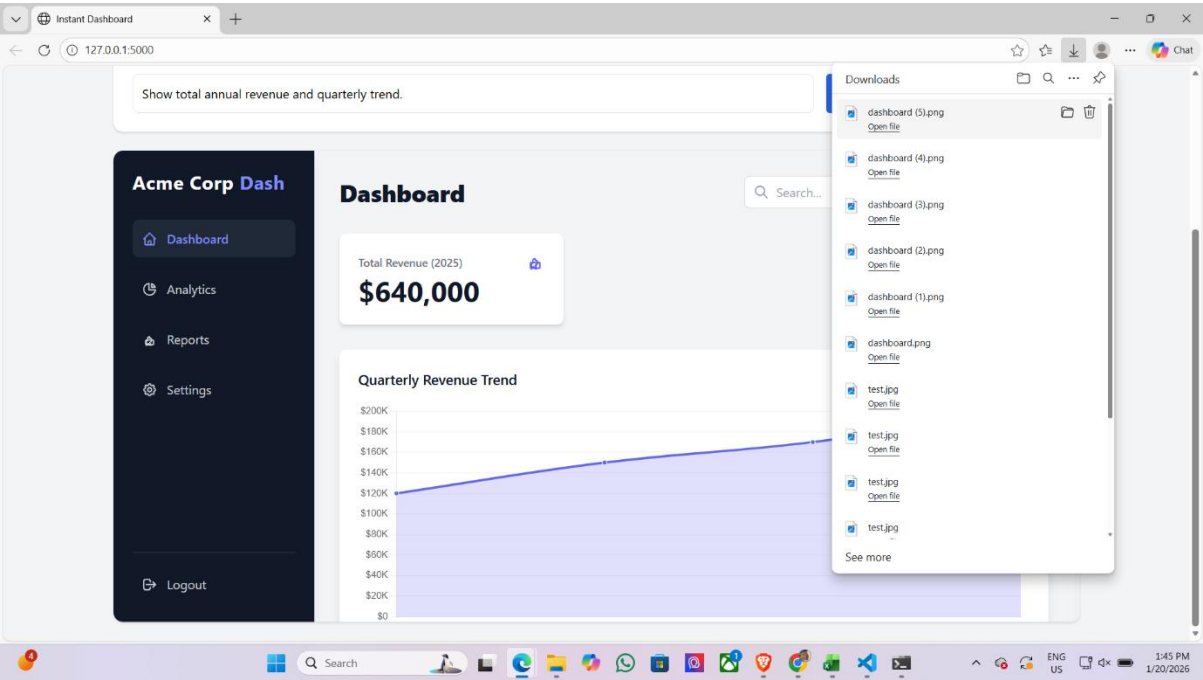 Instant Dashboard
127.0.0.1:5000
Chat
Show total annual revenue and quarterly trend.
Downloads
dashboard (5).png
Open file
dashboard (4).png
Open file
dashboard (3).png
Open file
dashboard (2).png
Open file
dashboard (1).png
Open file
dashboard.png
Open file
test.jpg
Open file
test.jpg
Open file
test.jpg
Open file
test.jpg
See more
Acme Corp Dash
Dashboard
Analytics
Reports
Settings
Logout
Dashboard
Search...
Total Revenue (2025)
$640,000
Quarterly Revenue Trend
$200K
$180K
$160K
$140K
$120K
$100K
$80K
$60K
$40K
$20K
$0
4
Search
1
ENG
US
1:45 PM
1/20/2026